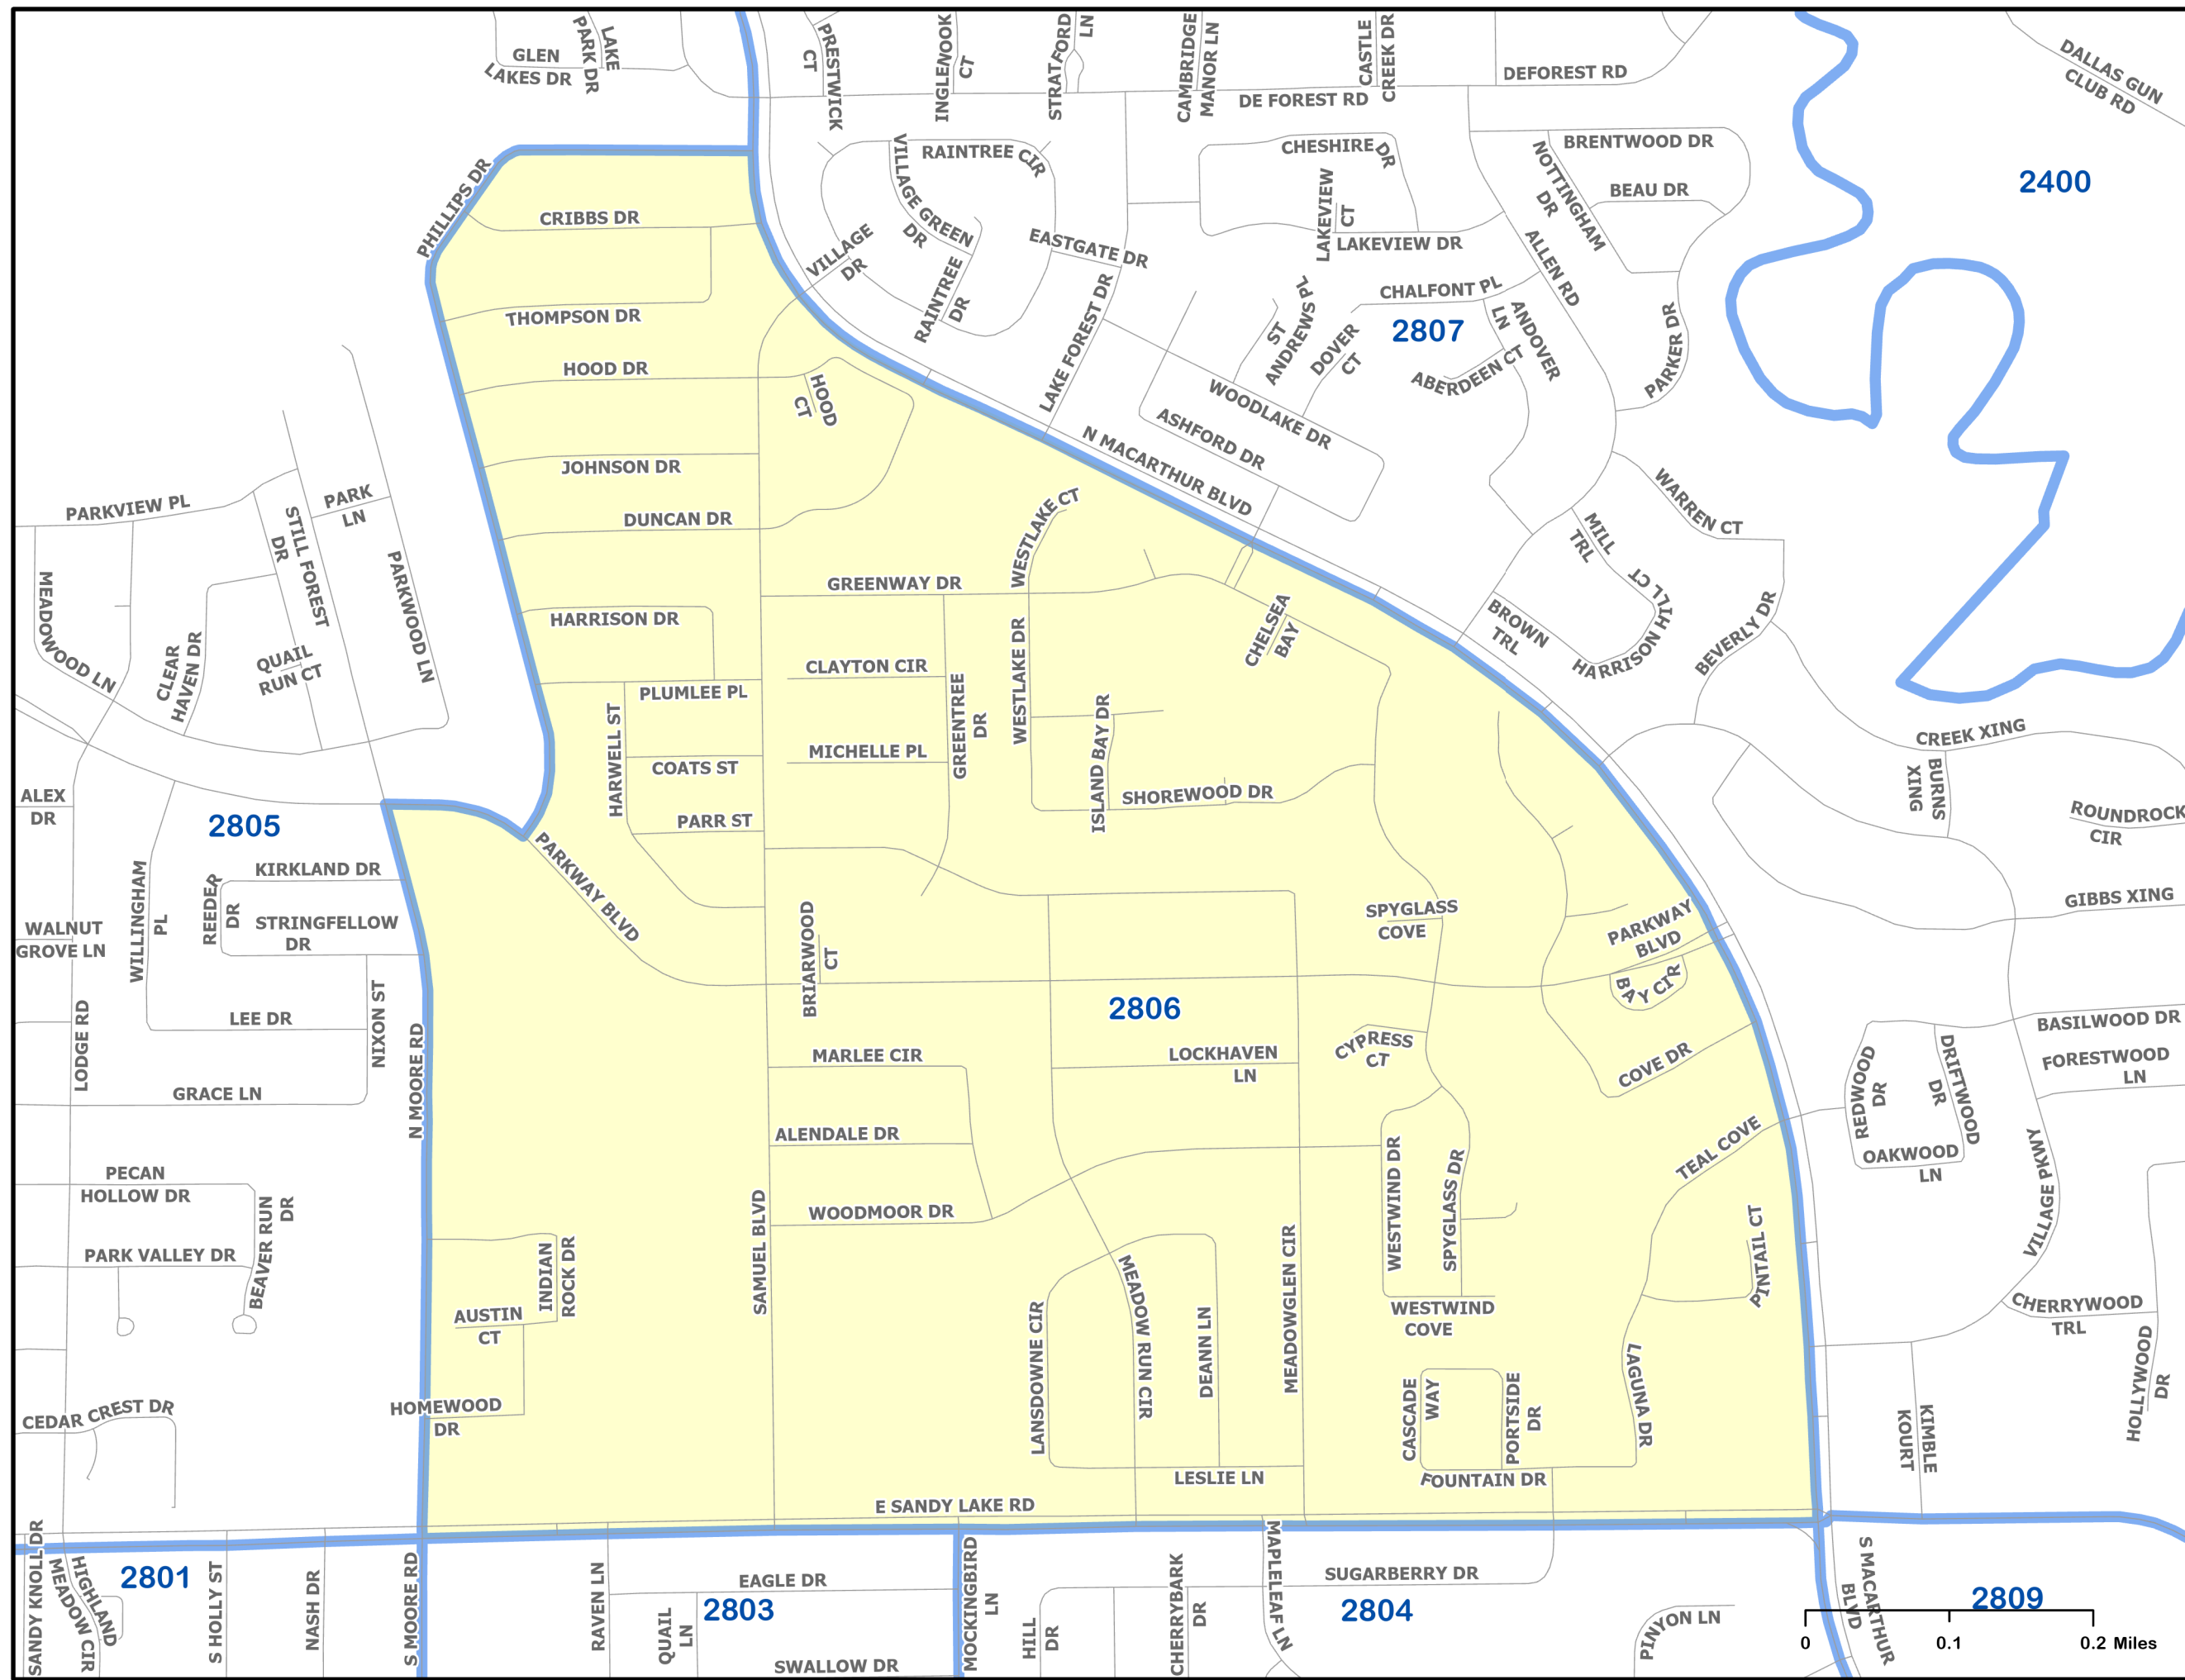 GLEN
LAKES DR
LAKE
PARK DR
PRESTWICK
CT
INGLENOOK
CT
STRATFORD
LN
CAMBRIDGE
MANOR LN
CASTLE
CREEK DR
DEFOREST RD
DE FOREST RD
DALLAS GUN
CLUB RD
2400
PHILLIPS DR
CRIBBS DR
THOMPSON DR
HOOD DR
HOOD
CT
JOHNSON DR
DUNCAN DR
VILLAGE GREEN
DR
RAINTREE CIR
VILLAGE
DR
RAINTREE
DR
EASTGATE DR
LAKE FOREST DR
CHESHIRE DR
LAKEVIEW
CT
LAKEVIEW DR
BRENTWOOD DR
NOTTINGHAM
DR
BEAU DR
ALLEN RD
CHALFONT PL
2807
ST
ANDREWS PL
DOVER
CT
ANDOVER
LN
ABERDEEN CT
PARKER DR
WOODLAKE DR
ASHFORD DR
N MACARTHUR BLVD
WARREN CT
MILL
TRL
HARRISON HILL CT
BROWN
TRL
BEVERLY DR
PARKVIEW PL
PARK
LN
STILL FOREST
DR
PARKWOOD LN
MEADOWOOD LN
CLEAR
HAVEN DR
QUAIL
RUN CT
WESTLAKE CT
GREENWAY DR
HARRISON DR
CLAYTON CIR
PLUMLEE PL
HARWELL ST
MICHELLE PL
COATS ST
PARR ST
GREENTREE
DR
WESTLAKE DR
ISLAND BAY DR
SHOREWOOD DR
CHELSEA
BAY
CREEK XING
BURNS
XING
ROUNDROCK
CIR
GIBBS XING
ALEX
DR
2805
PARKWAY BLVD
KIRKLAND DR
WILLINGHAM
PL
REEDER
DR
STRINGFELLOW
DR
WALNUT
GROVE LN
LODGE RD
LEE DR
NIXON ST
GRACE LN
N MOORE RD
BRIARWOOD
CT
2806
SPYGLASS
COVE
PARKWAY
BLVD
BAY CIR
MARLEE CIR
LOCKHAVEN
LN
CYPRESS
CT
COVE DR
ALENDALE DR
WOODMOOR DR
SAMUEL BLVD
WESTWIND DR
SPYGLASS DR
TEAL COVE
PINTAIL CT
REDWOOD
DR
DRIFTWOOD
DR
OAKWOOD
LN
BASILWOOD DR
FORESTWOOD
LN
VILLAGE PKWY
CHERRYWOOD
TRL
HOLLYWOOD
DR
KIMBLE
KOURT
PECAN
HOLLOW DR
BEAVER RUN
DR
PARK VALLEY DR
CEDAR CREST DR
INDIAN
ROCK DR
AUSTIN
CT
HOMEWOOD
DR
LANSDOWNE CIR
MEADOW RUN CIR
DEANN LN
MEADOWGLEN CIR
WESTWIND
COVE
CASCADE
WAY
PORTSIDE
DR
LAGUNA DR
LESLIE LN
FOUNTAIN DR
E SANDY LAKE RD
SANDY KNOLL DR
HIGHLAND
MEADOW CIR
2801
S HOLLY ST
NASH DR
S MOORE RD
RAVEN LN
EAGLE DR
QUAIL
LN
2803
SWALLOW DR
MOCKINGBIRD
LN
HILL
DR
CHERRYBARK
DR
MAPLELEAF LN
SUGARBERRY DR
2804
PINYON LN
S MACARTHUR
BLVD
2809
0 0.1 0.2 Miles